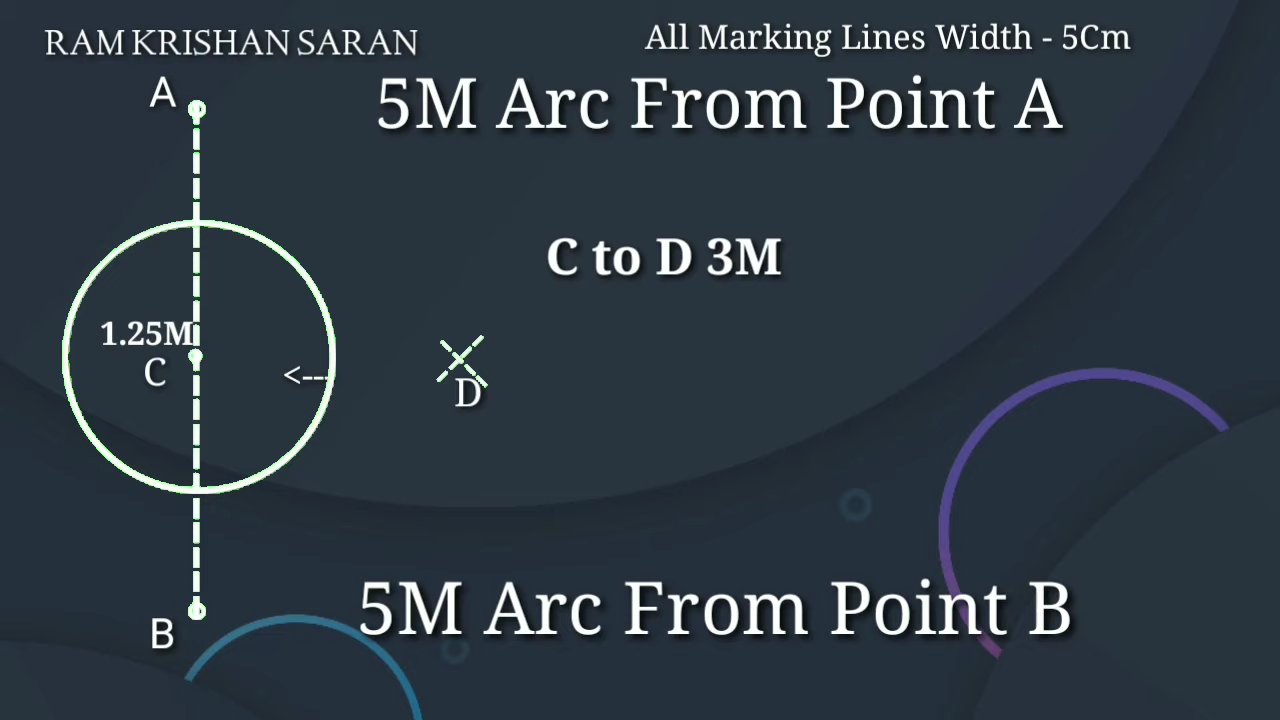 RAM KRISHAN SARAN
All Marking Lines Width - 5Cm
A
5M Arc From Point A
C to D 3M
1.25M
C
<---
D
5M Arc From Point B
B